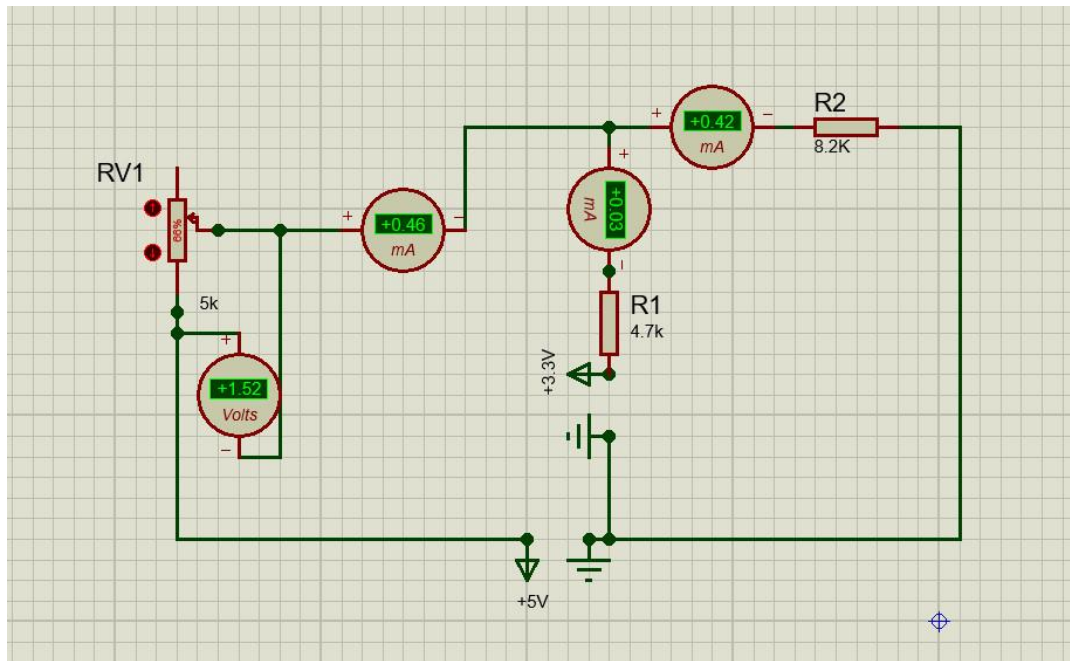 R2
+0.42
mA
8.2K
RV1
66%
+0.46
mA
+0.03
mA
5k
R1
4.7k
+1.52
Volts
+3.3V
+5V